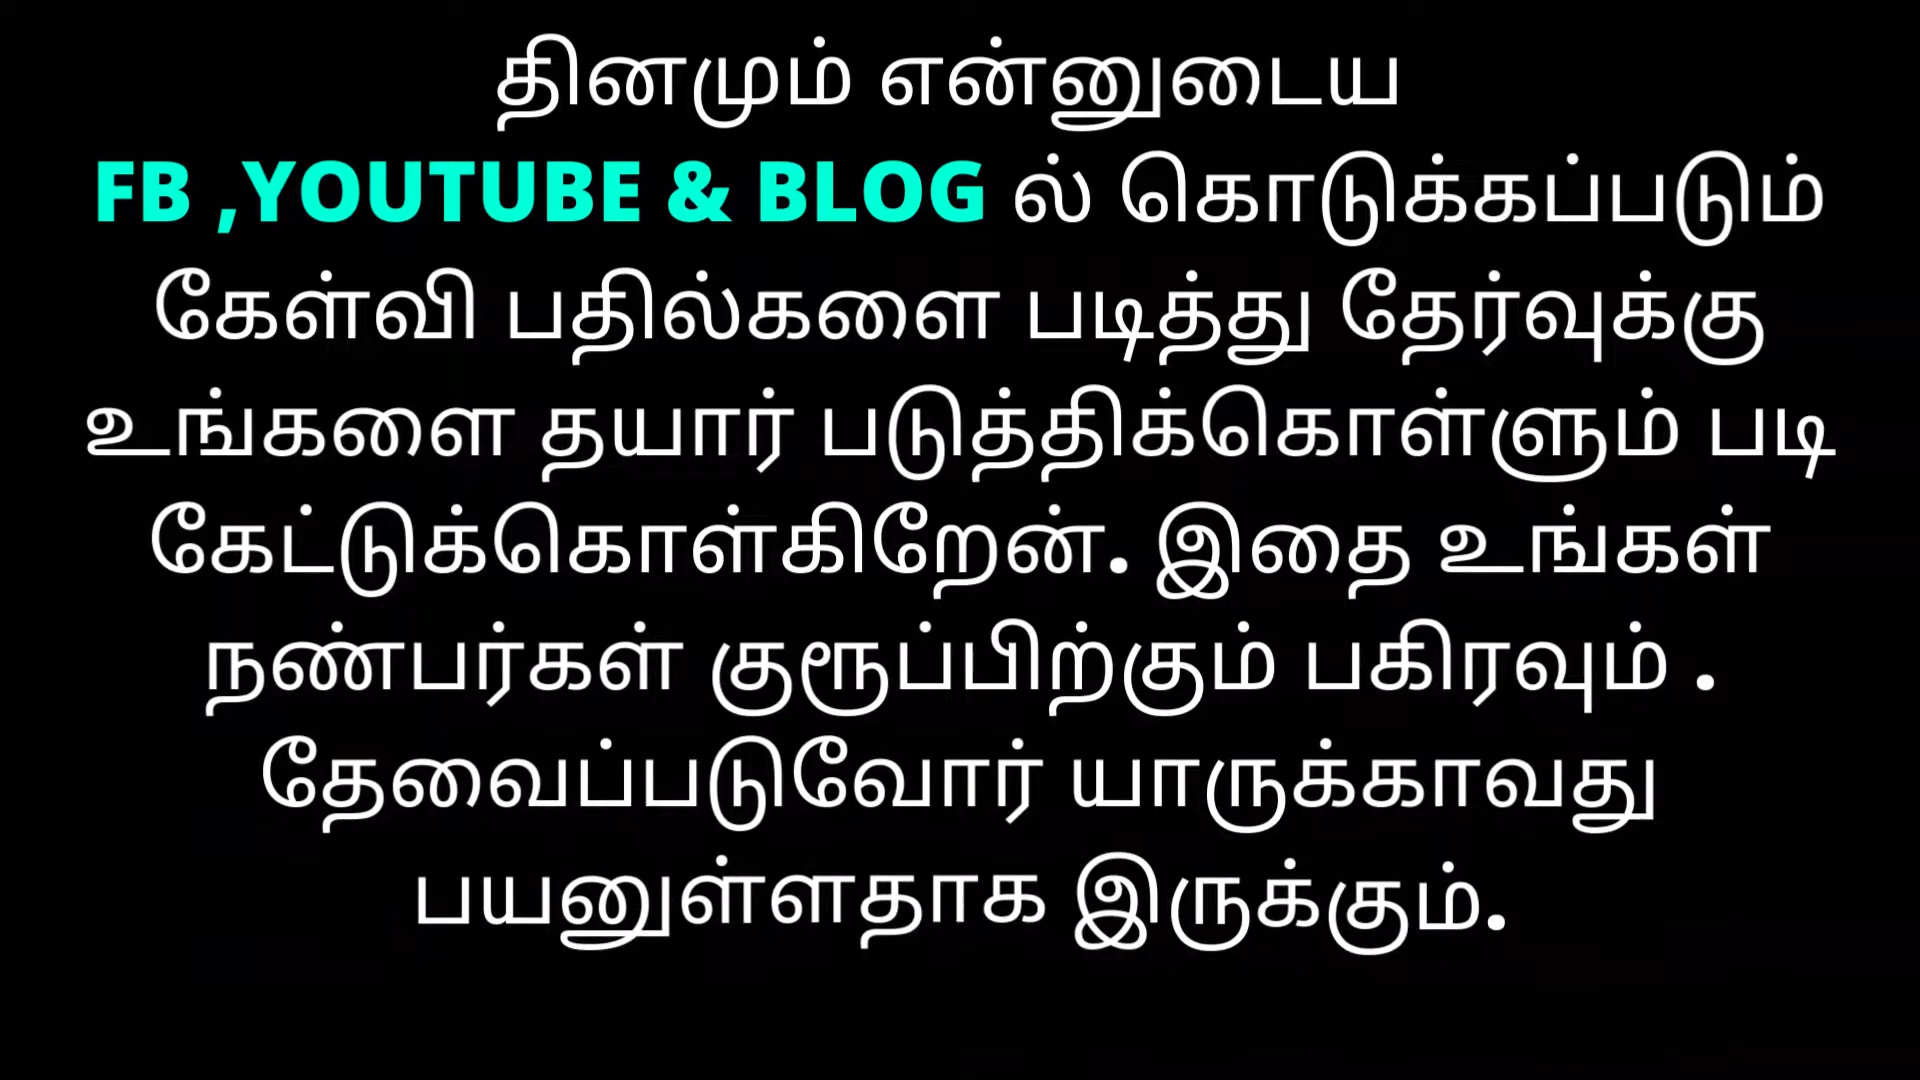 தினமும் என்னுடைய
FB ,YOUTUBE & BLOG ல் கொடுக்கப்படும்
கேள்வி பதில்களை படித்து தேர்வுக்கு
உங்களை தயார் படுத்திக்கொள்ளும் படி
கேட்டுக்கொள்கிறேன். இதை உங்கள்
நண்பர்கள் குரூப்பிற்கும் பகிரவும் .
தேவைப்படுவோர் யாருக்காவது
பயனுள்ளதாக இருக்கும்.